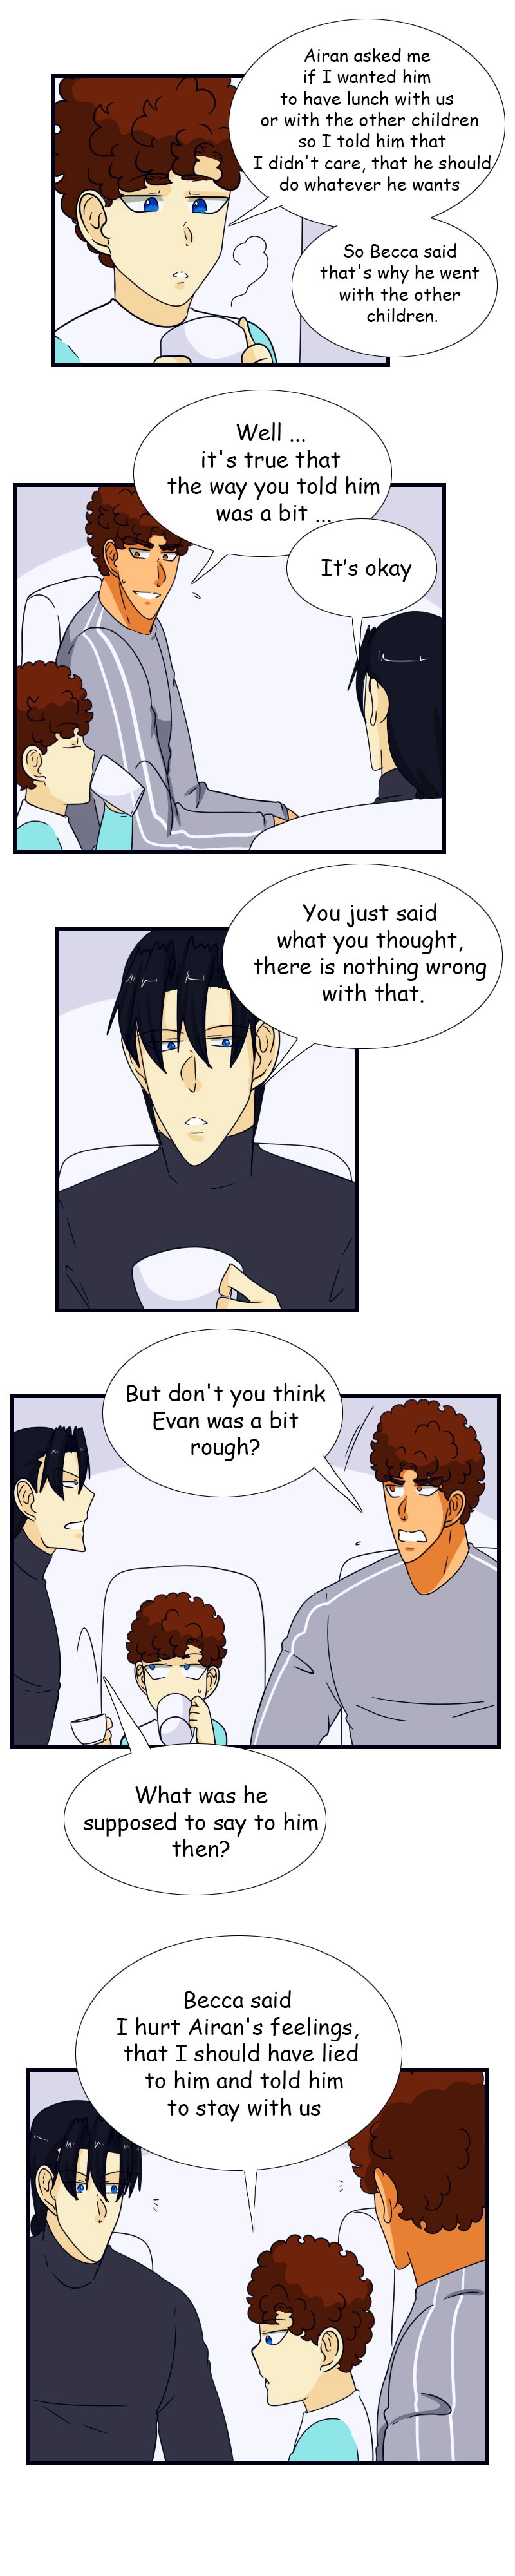 Airan asked me
if I wanted him
to have lunch with us
or with the other children
so I told him that
I didn't care, that he should
do whatever he wants
So Becca said
that's why he went
with the other
children.
Well ...
it's true that
the way you told him
was a bit ...
It's okay
You just said
what you thought,
there is nothing wrong
with that.
But don't you think
Evan was a bit
rough?
What was he
supposed to say to him
then?
Becca said
I hurt Airan's feelings,
that I should have lied
to him and told him
to stay with us